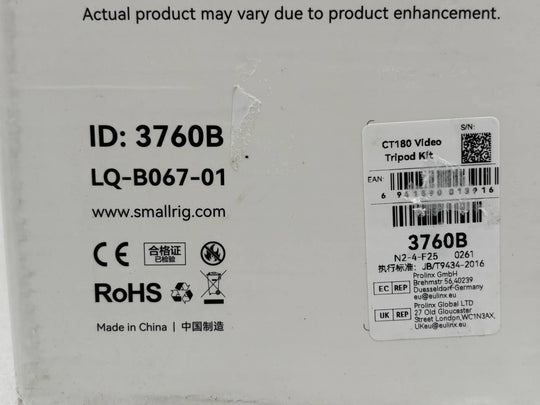 Actual product may vary due to product enhancement.
ID: 3760B
LQ-B067-01
www.smallrig.com
CE
合格证
已检验
RoHS
Made in China | 中国制造
S/N:
CT180 Video
Tripod Kit
EAN:
3760B
N2-4-F25 0261
执行标准: JB/T9434-2016
EC REP
Prolinx GmbH
Brehmstr 56,40239
Duesseldorf-Germany
eu@eulinx.eu
UK REP
Prolinx Global LTD
27 Old Gloucester
Street London,WC1N3AX,
UKeu@eulinx.eu